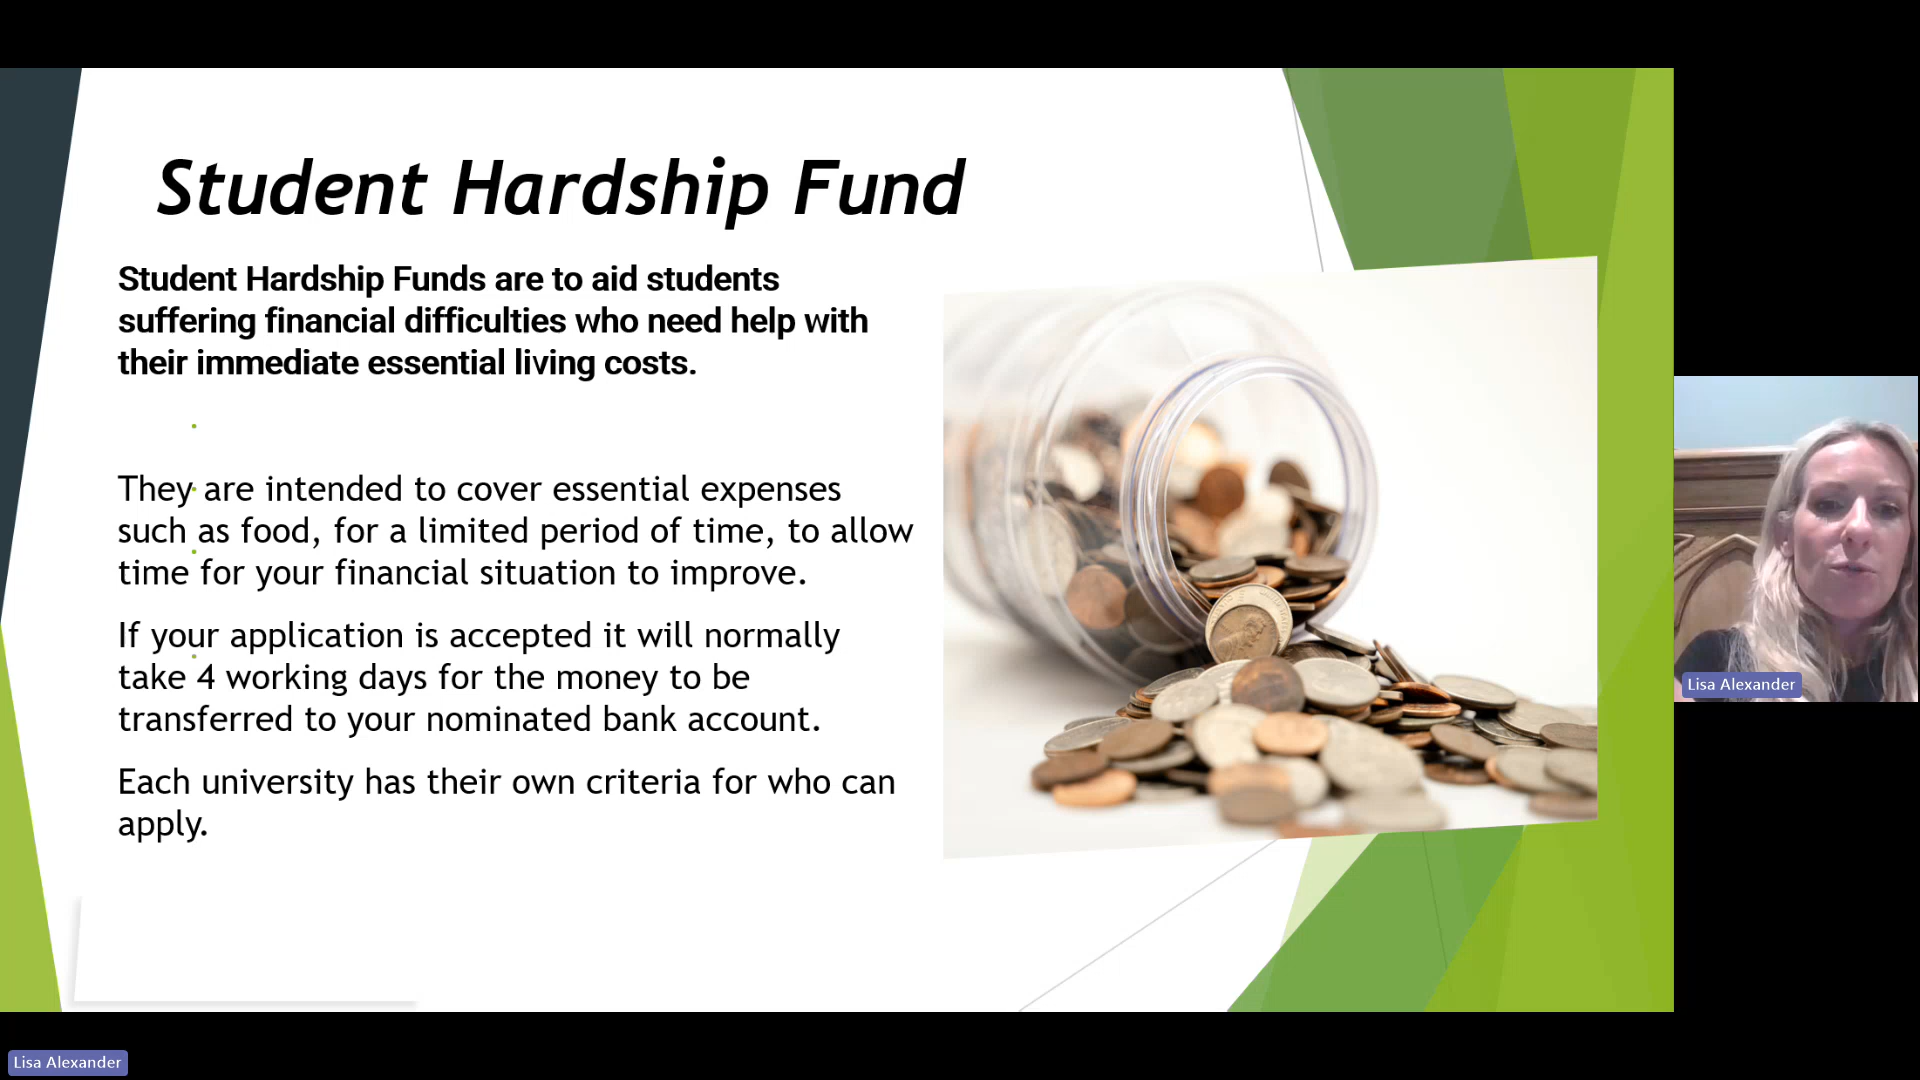 Student Hardship Fund
Student Hardship Funds are to aid students
suffering financial difficulties who need help with
their immediate essential living costs.
They are intended to cover essential expenses
such as food, for a limited period of time, to allow
time for your financial situation to improve.
If your application is accepted it will normally
take 4 working days for the money to be
transferred to your nominated bank account.
Each university has their own criteria for who can
apply.
Lisa Alexander
Lisa Alexander